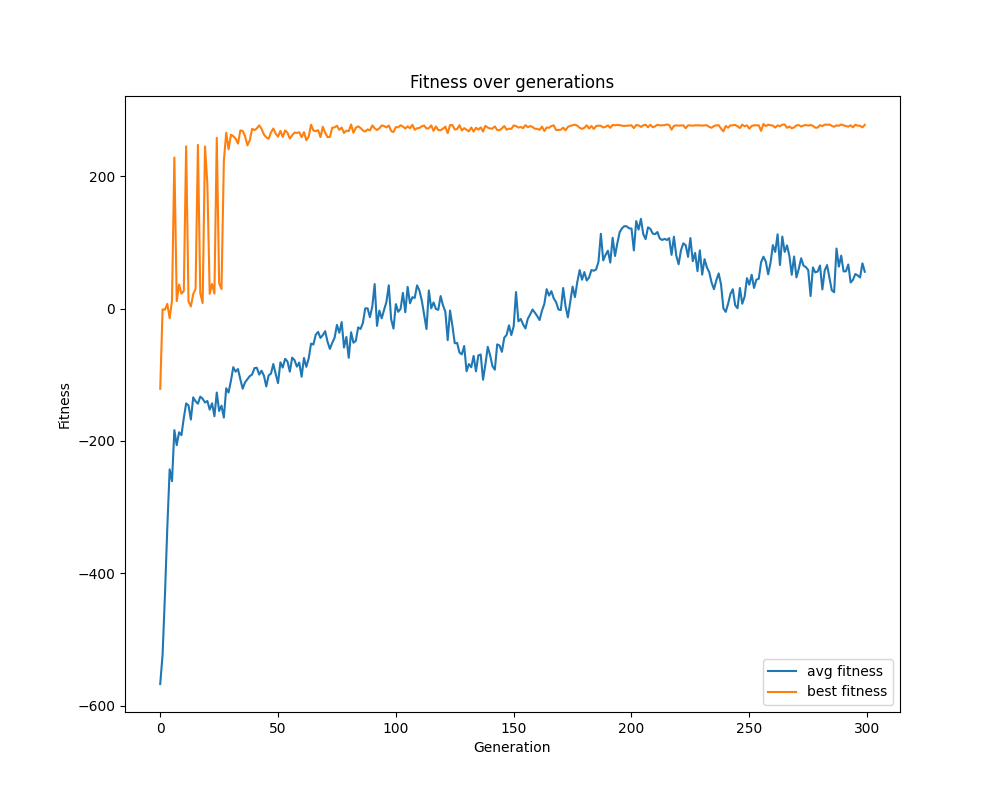 Fitness over generations
Fitness
200
0
−200
−400
−600
0 50 100 150 200 250 300
Generation
avg fitness
best fitness